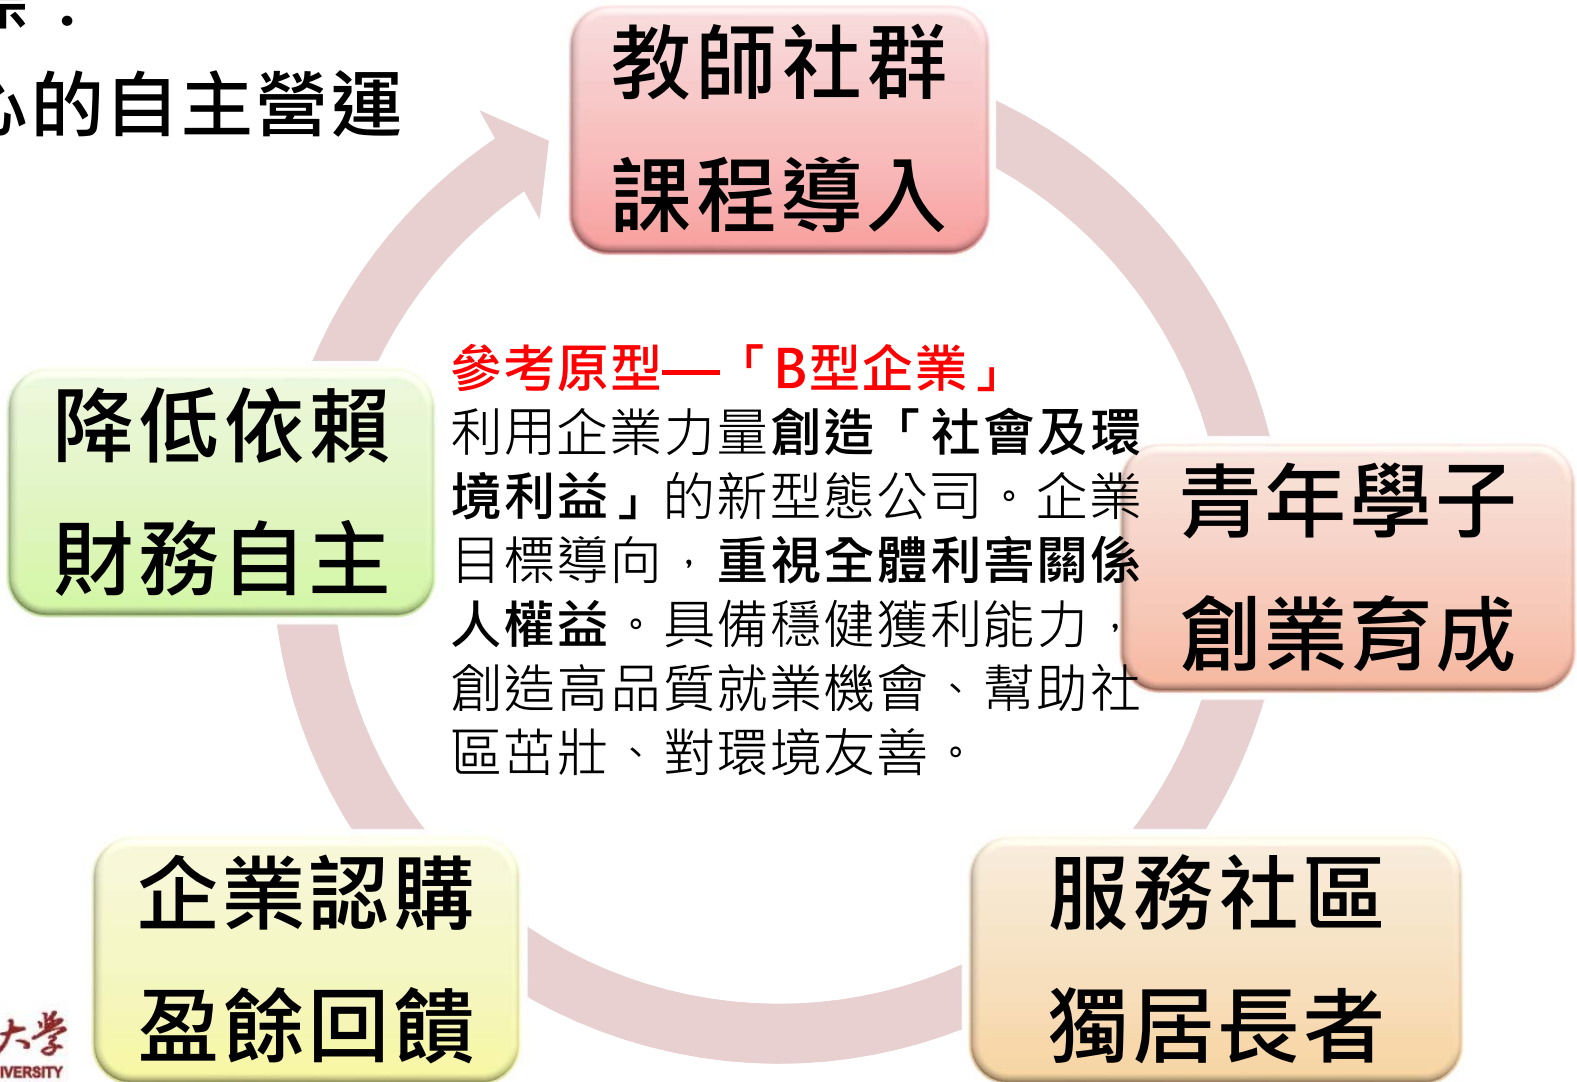 心的自主營運
教師社群
課程導入
參考原型—「B型企業」
利用企業力量創造「社會及環
境利益」的新型態公司。企業
目標導向，重視全體利害關係
人權益。具備穩健獲利能力，
創造高品質就業機會、幫助社
區茁壯、對環境友善。
降低依賴
財務自主
青年學子
創業育成
企業認購
盈餘回饋
服務社區
獨居長者
大学
IVERSITY